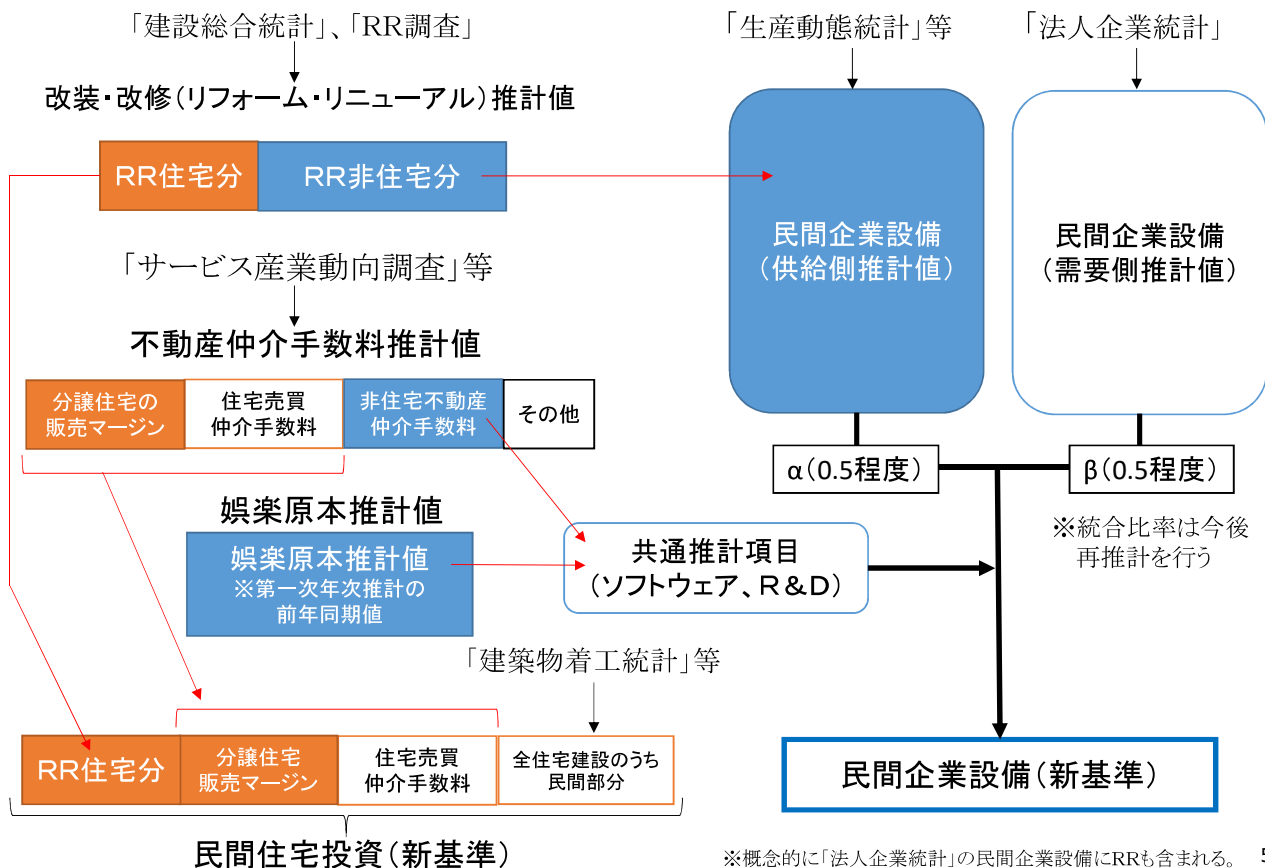 「建設総合統計」、「RR調査」
改装・改修(リフォーム・リニューアル)推計値
RR住宅分
RR非住宅分
「サービス産業動向調査」等
不動産仲介手数料推計値
分譲住宅の
販売マージン
住宅売買
仲介手数料
非住宅不動産
仲介手数料
その他
娯楽原本推計値
娯楽原本推計値
※第一次年次推計の
前年同期値
「建築物着工統計」等
RR住宅分
分譲住宅
販売マージン
住宅売買
仲介手数料
全住宅建設のうち
民間部分
民間住宅投資(新基準)
「生産動態統計」等
「法人企業統計」
民間企業設備
(供給側推計値)
民間企業設備
(需要側推計値)
α(0.5程度)
β(0.5程度)
※統合比率は今後
再推計を行う
共通推計項目
(ソフトウェア、R&D)
民間企業設備(新基準)
※概念的に「法人企業統計」の民間企業設備にRRも含まれる。